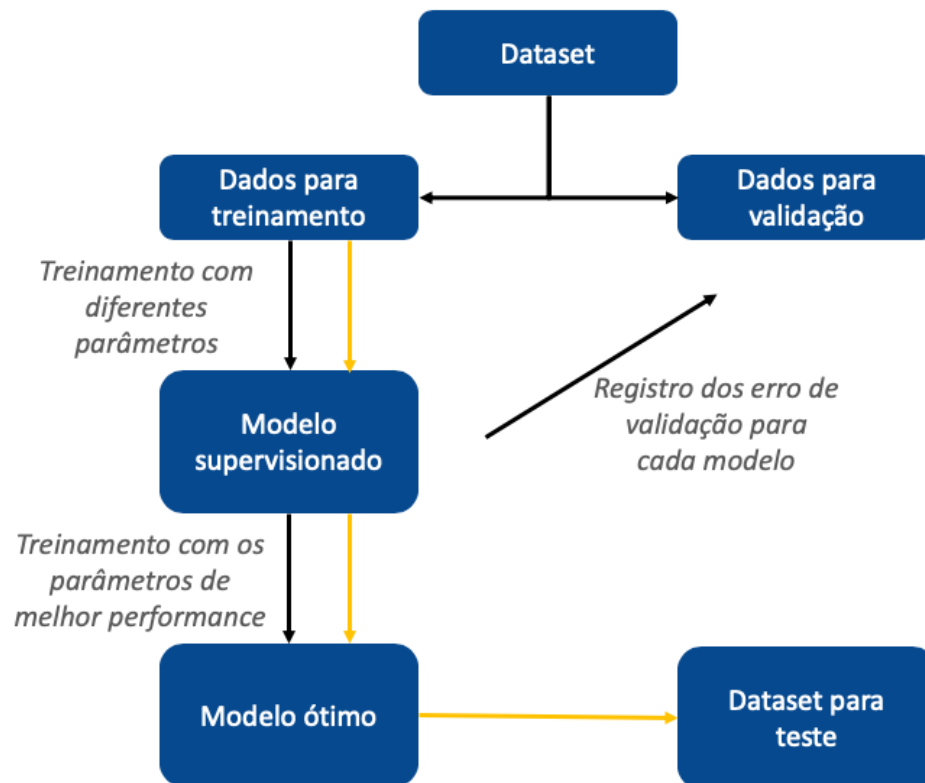 Dataset
Dados para
treinamento
Dados para
validação
Treinamento com
diferentes
parâmetros
Modelo
supervisionado
Registro dos erro de
validação para
cada modelo
Treinamento com os
parâmetros de
melhor performance
Modelo ótimo
Dataset para
teste